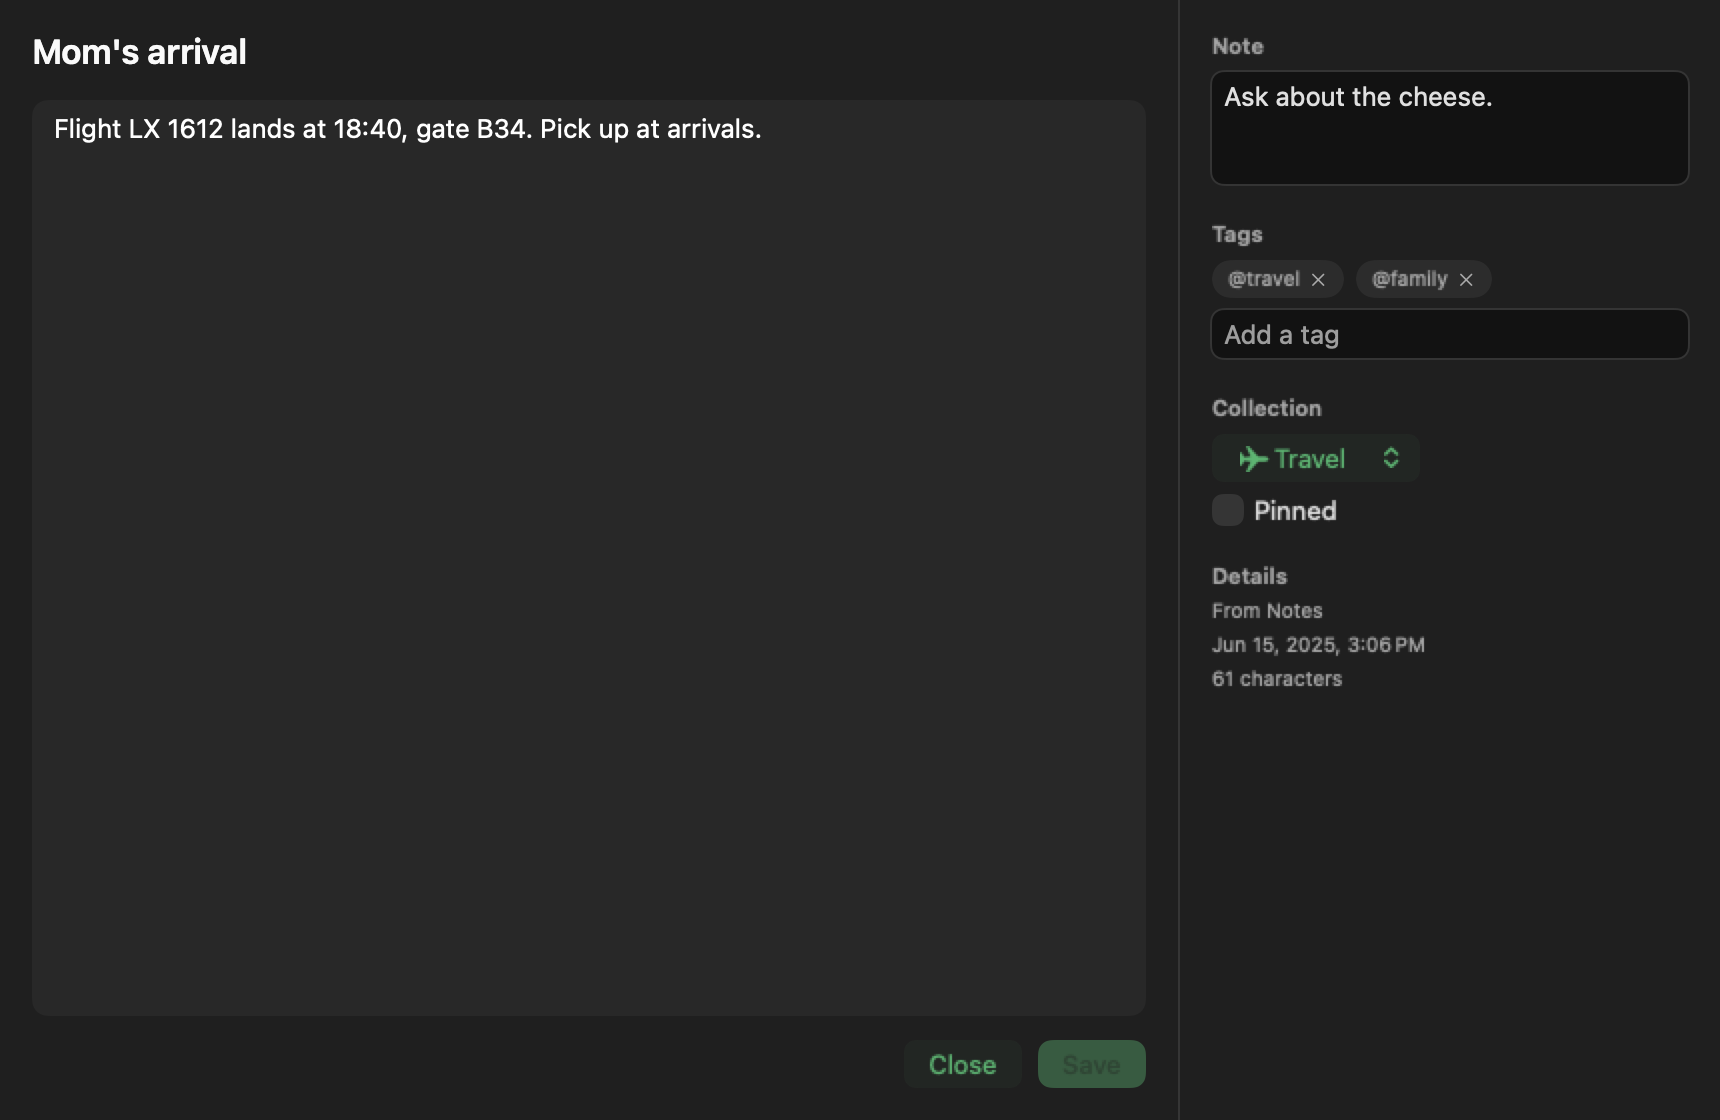 Mom's arrival
Flight LX 1612 lands at 18:40, gate B34. Pick up at arrivals.
Close
Save
Note
Ask about the cheese.
Tags
@travel
@family
Add a tag
Collection
Travel
Pinned
Details
From Notes
Jun 15, 2025, 3:06 PM
61 characters